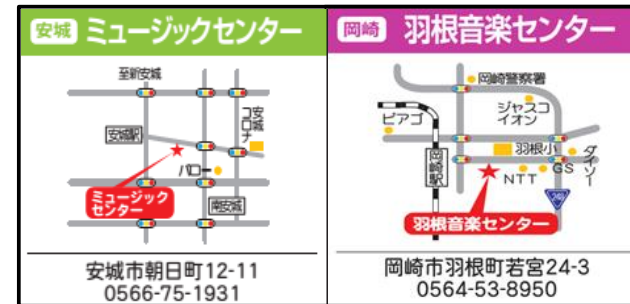 安城 ミュージックセンター
至新安城
安城駅
安城
コロナ
バロー
ミュージック
センター
南安城
安城市朝日町12-11
0566-75-1931
岡崎 羽根音楽センター
岡崎警察署
ジャスコ
イオン
ピアゴ
岡崎駅
羽根小
ダイソー
GS
NTT
248
羽根音楽センター
岡崎市羽根町若宮24-3
0564-53-8950